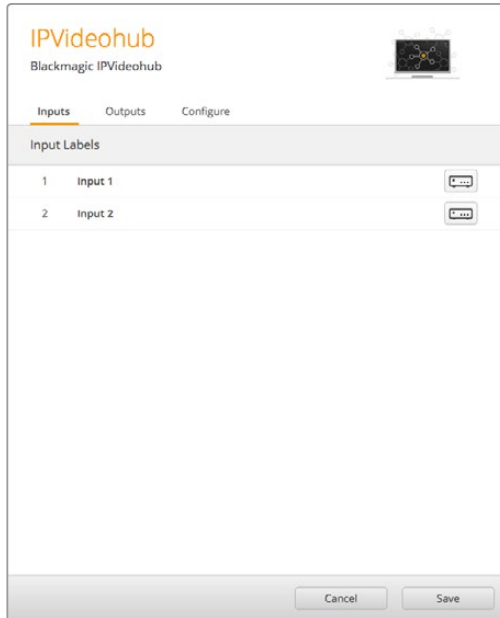 IPVideohub
Blackmagic IPVideohub
Inputs Outputs Configure
Input Labels
1 Input 1
2 Input 2
Cancel Save